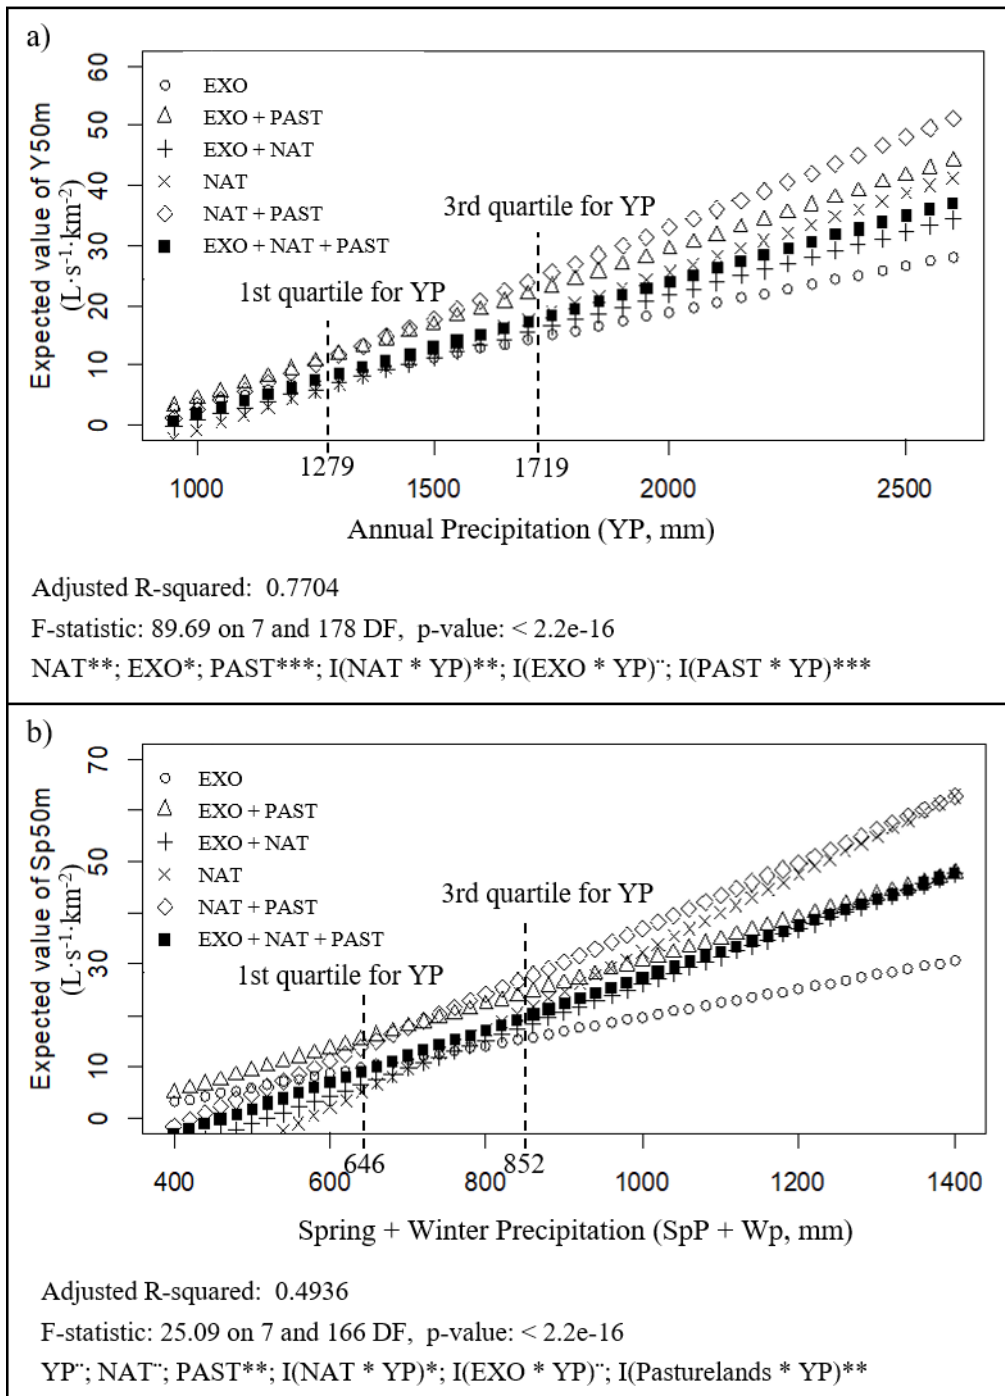 a)
60
50
40
30
20
10
0
Expected value of Y50m
(L·s⁻¹·km⁻²)
EXO
EXO + PAST
EXO + NAT
NAT
NAT + PAST
EXO + NAT + PAST
3rd quartile for YP
1st quartile for YP
1279
1719
1000
1500
2000
2500
Annual Precipitation (YP, mm)
Adjusted R-squared: 0.7704
F-statistic: 89.69 on 7 and 178 DF, p-value: < 2.2e-16
NAT**; EXO*; PAST***; I(NAT * YP)**; I(EXO * YP)¨; I(PAST * YP)***
b)
70
50
30
10
0
Expected value of Sp50m
(L·s⁻¹·km⁻²)
EXO
EXO + PAST
EXO + NAT
NAT
NAT + PAST
EXO + NAT + PAST
3rd quartile for YP
1st quartile for YP
646
852
400
600
800
1000
1200
1400
Spring + Winter Precipitation (SpP + Wp, mm)
Adjusted R-squared: 0.4936
F-statistic: 25.09 on 7 and 166 DF, p-value: < 2.2e-16
YP¨; NAT¨; PAST**; I(NAT * YP)*; I(EXO * YP)¨; I(Pasturelands * YP)**